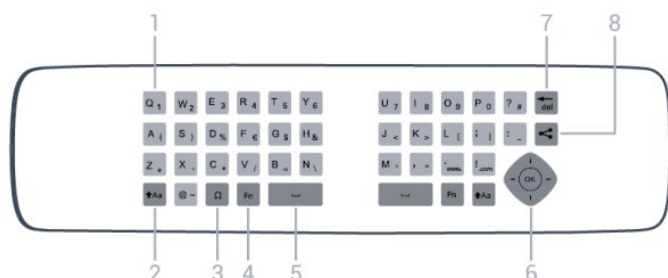 1 7 8
Q 1 W 2 E 3 R 4 T 5 Y 6 U 7 I 8 O 9 P 0 ? # del
A ( S ) D % F € G $ H & J < K > L [ ; | : _
Z + X - C * V / B N \ M ' www. ! .com OK
Aa @ ~ Ω Fn Fn Aa
2 3 4 5 6